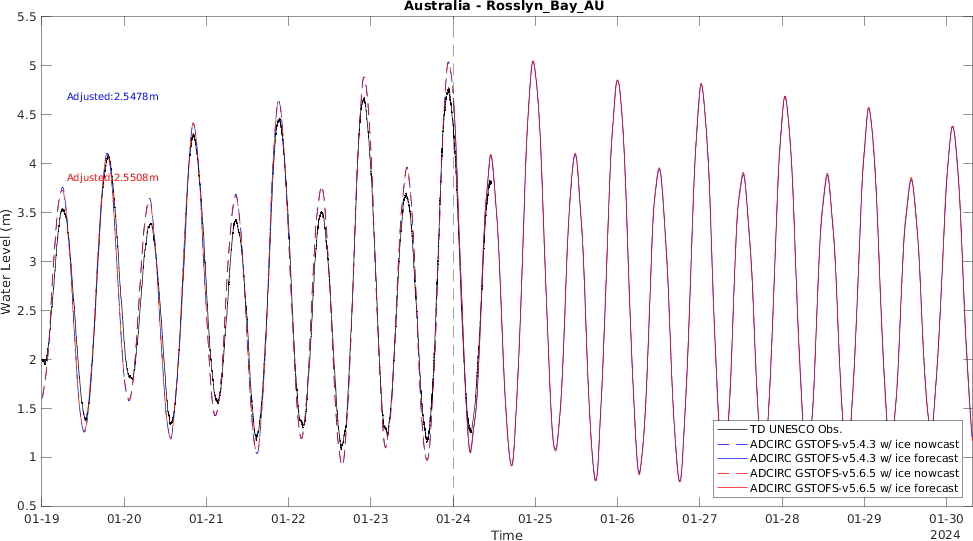 Australia - Rosslyn_Bay_AU
5.5
5
4.5
4
3.5
3
2.5
2
1.5
1
0.5
Water Level (m)
Adjusted:2.5478m
Adjusted:2.5508m
TD UNESCO Obs.
ADCIRC GSTOFS-v5.4.3 w/ ice nowcast
ADCIRC GSTOFS-v5.4.3 w/ ice forecast
ADCIRC GSTOFS-v5.6.5 w/ ice nowcast
ADCIRC GSTOFS-v5.6.5 w/ ice forecast
01-19 01-20 01-21 01-22 01-23 01-24 01-25 01-26 01-27 01-28 01-29 01-30
Time
2024